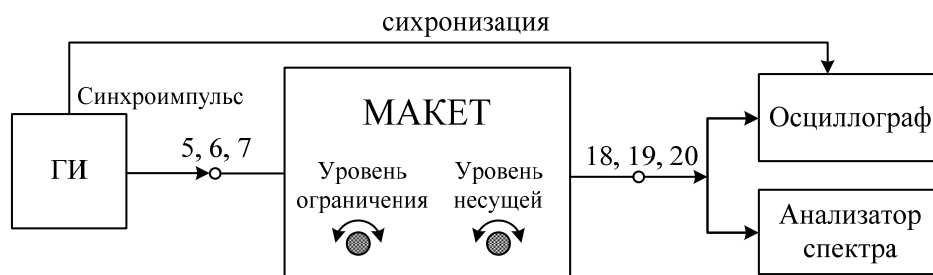 сихронизация
Синхроимпульс
ГИ
5, 6, 7
МАКЕТ
Уровень
ограничения
Уровень
несущей
18, 19, 20
Осциллограф
Анализатор
спектра